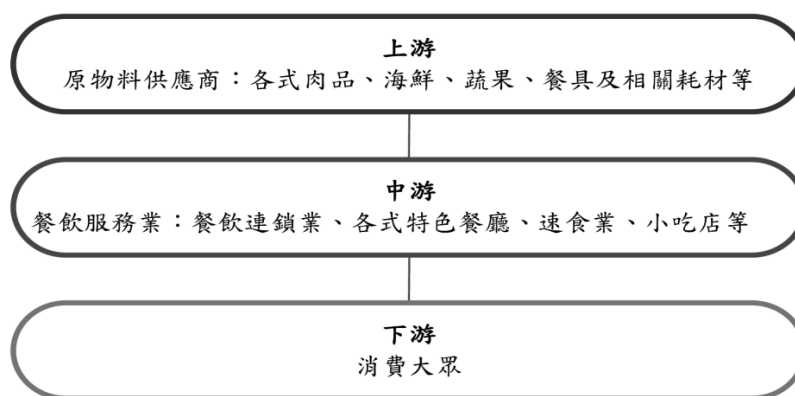 上游
原物料供應商：各式肉品、海鮮、蔬果、餐具及相關耗材等
中游
餐飲服務業：餐飲連鎖業、各式特色餐廳、速食業、小吃店等
下游
消費大眾